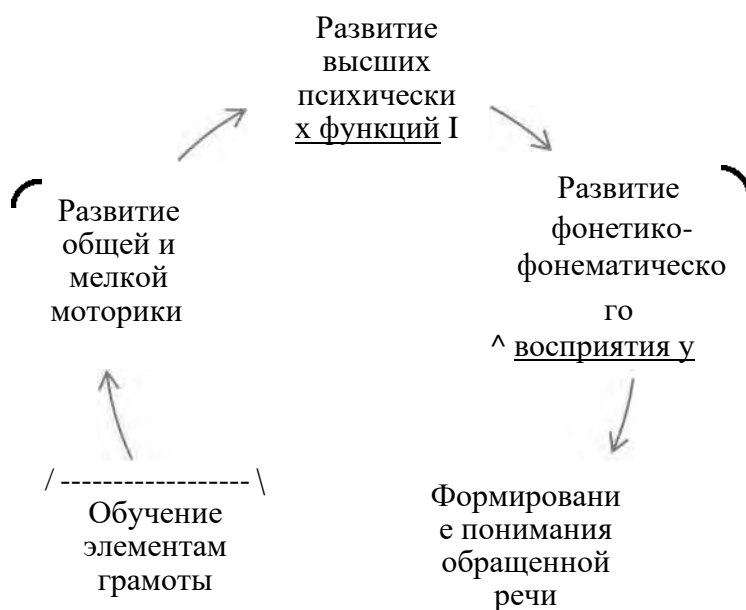 Развитие
высших
психически
х функций I
Развитие
общей и
мелкой
моторики
Развитие
фонетико-
фонематическо
го
^ восприятия у
/ ------------------ \
Обучение
элементам
грамоты
Формировани
е понимания
обращенной
речи